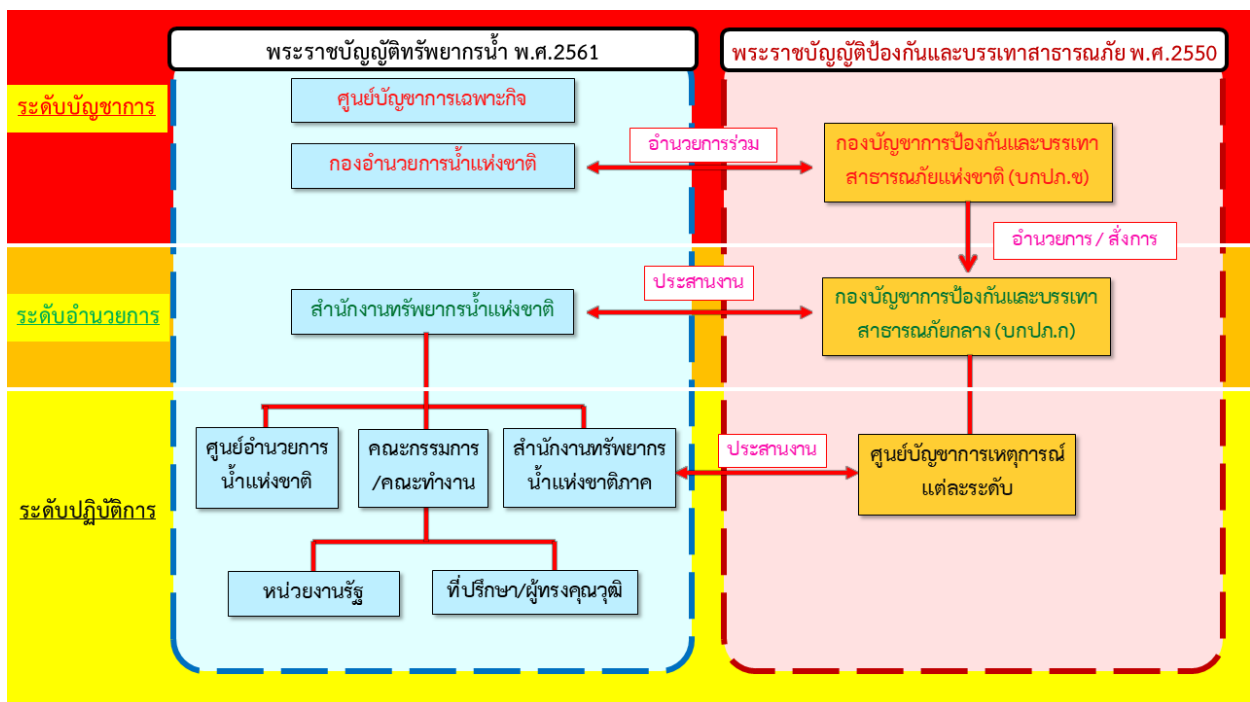 พระราชบัญญัติทรัพยากรน้ำ พ.ศ.2561
พระราชบัญญัติป้องกันและบรรเทาสาธารณภัย พ.ศ.2550
ระดับบัญชาการ
ศูนย์บัญชาการเฉพาะกิจ
กองอำนวยการน้ำแห่งชาติ
อำนวยการร่วม
กองบัญชาการป้องกันและบรรเทา
สาธารณภัยแห่งชาติ (บกปภ.ช)
อำนวยการ / สั่งการ
ระดับอำนวยการ
สำนักงานทรัพยากรน้ำแห่งชาติ
ประสานงาน
กองบัญชาการป้องกันและบรรเทา
สาธารณภัยกลาง (บกปภ.ก)
ระดับปฏิบัติการ
ศูนย์อำนวยการ
น้ำแห่งชาติ
คณะกรรมการ
/คณะทำงาน
สำนักงานทรัพยากร
น้ำแห่งชาติภาค
ประสานงาน
ศูนย์บัญชาการเหตุการณ์
แต่ละระดับ
หน่วยงานรัฐ
ที่ปรึกษา/ผู้ทรงคุณวุฒิ